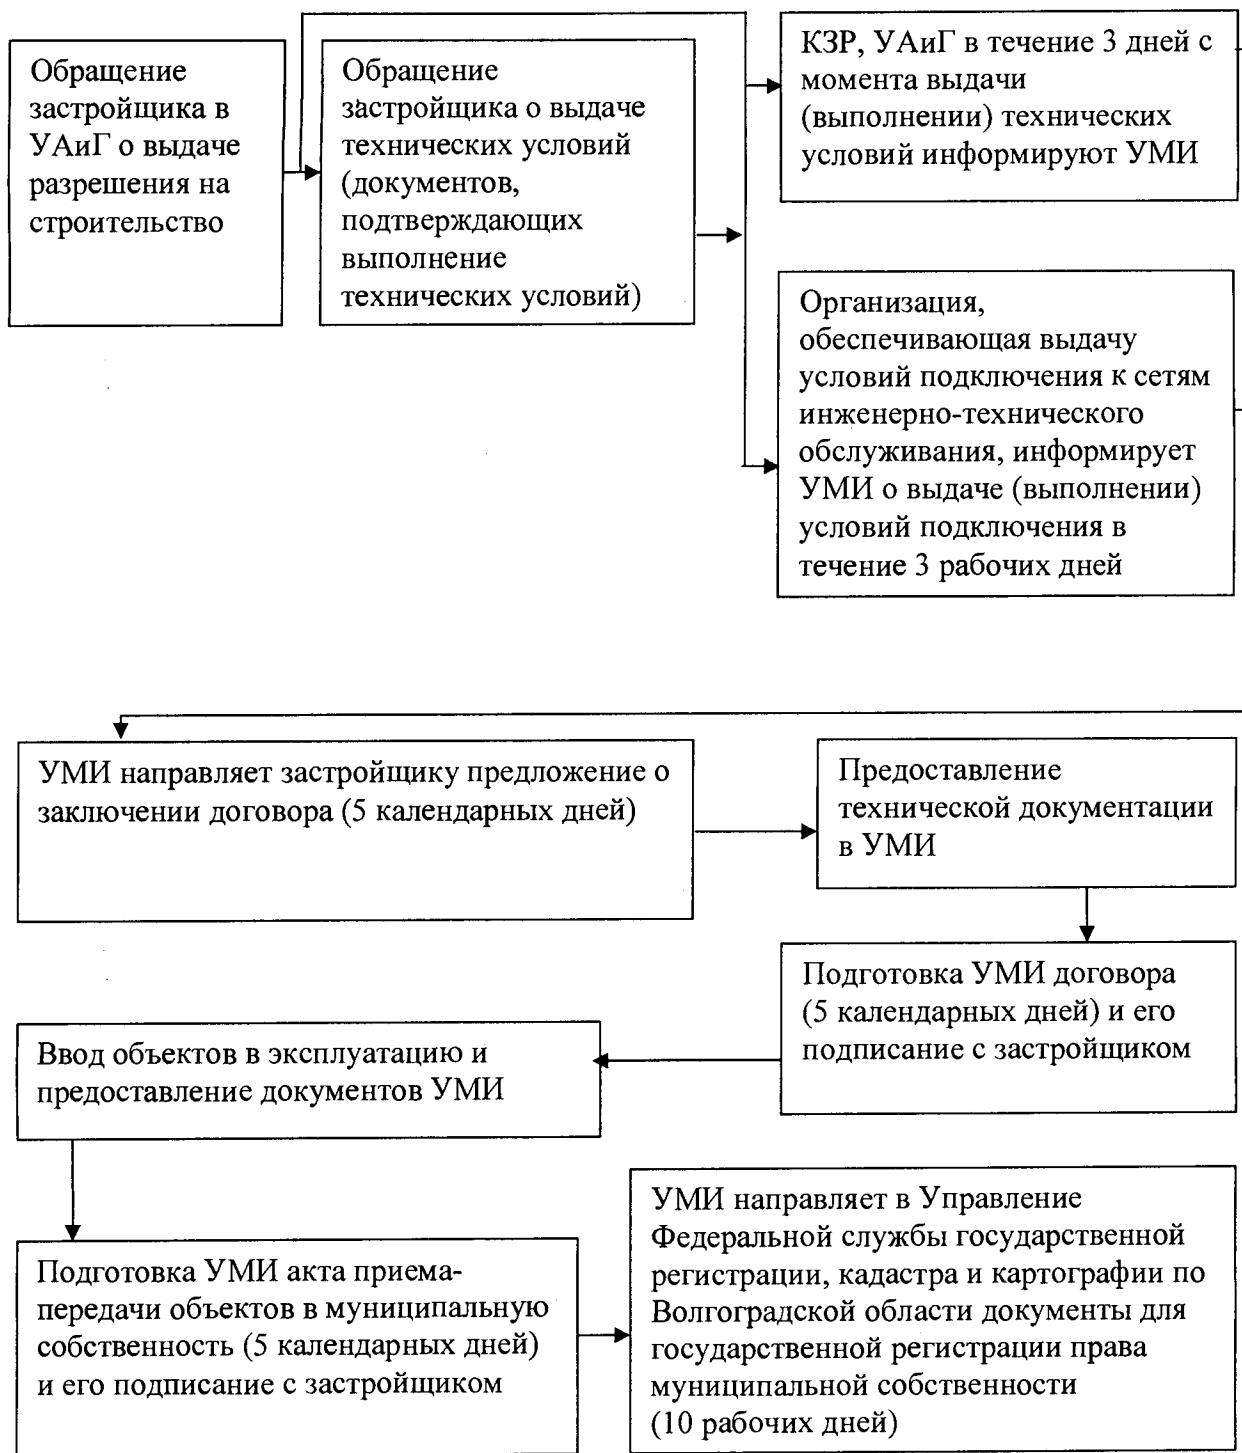 Обращение
застройщика в
УАиГ о выдаче
разрешения на
строительство
Обращение
застройщика о выдаче
технических условий
(документов,
подтверждающих
выполнение
технических условий)
КЗР, УАиГ в течение 3 дней с
момента выдачи
(выполнении) технических
условий информируют УМИ
Организация,
обеспечивающая выдачу
условий подключения к сетям
инженерно-технического
обслуживания, информирует
УМИ о выдаче (выполнении)
условий подключения в
течение 3 рабочих дней
УМИ направляет застройщику предложение о
заключении договора (5 календарных дней)
Предоставление
технической документации
в УМИ
Подготовка УМИ договора
(5 календарных дней) и его
подписание с застройщиком
Ввод объектов в эксплуатацию и
предоставление документов УМИ
Подготовка УМИ акта приема-
передачи объектов в муниципальную
собственность (5 календарных дней)
и его подписание с застройщиком
УМИ направляет в Управление
Федеральной службы государственной
регистрации, кадастра и картографии по
Волгоградской области документы для
государственной регистрации права
муниципальной собственности
(10 рабочих дней)